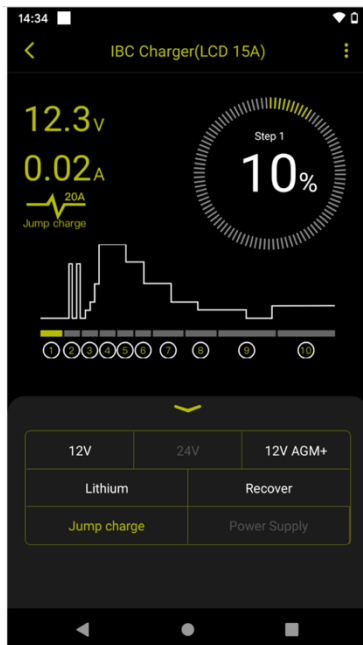 14:34
IBC Charger(LCD 15A)
12.3v
0.02A
20A
Jump charge
Step 1
10%
1 2 3 4 5 6 7 8 9 10
12V 24V 12V AGM+
Lithium Recover
Jump charge Power Supply